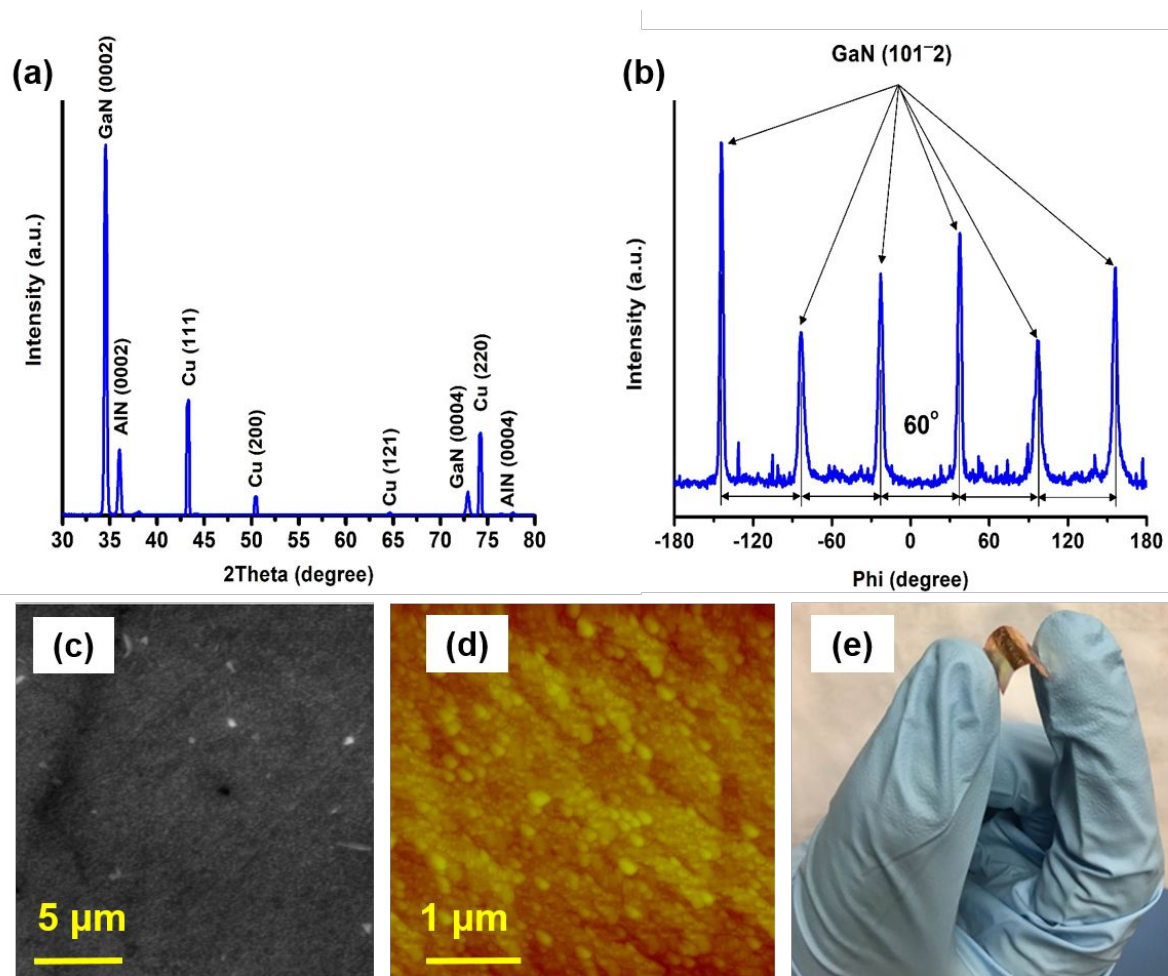 (a)
GaN (0002)
AlN (0002)
Cu (111)
Cu (200)
Cu (121)
GaN (0004)
Cu (220)
AlN (0004)
Intensity (a.u.)
30 35 40 45 50 55 60 65 70 75 80
2Theta (degree)
(b)
GaN (101⁻2)
60°
Intensity (a.u.)
-180 -120 -60 0 60 120 180
Phi (degree)
(c)
5 µm
(d)
1 µm
(e)